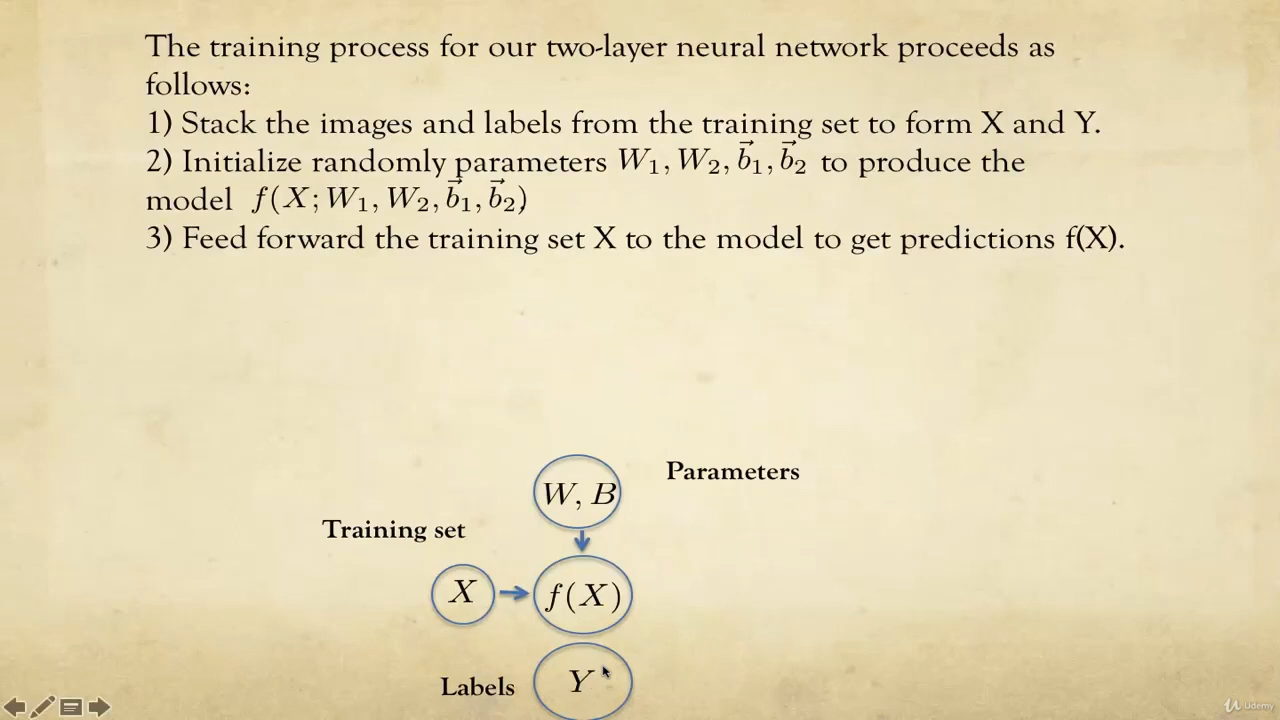 The training process for our two-layer neural network proceeds as
follows:
1) Stack the images and labels from the training set to form X and Y.
2) Initialize randomly parameters W₁, W₂, b⃗₁, b⃗₂ to produce the
model f(X; W₁, W₂, b⃗₁, b⃗₂)
3) Feed forward the training set X to the model to get predictions f(X).
Parameters
W, B
Training set
X
f(X)
Labels
Y
Udemy